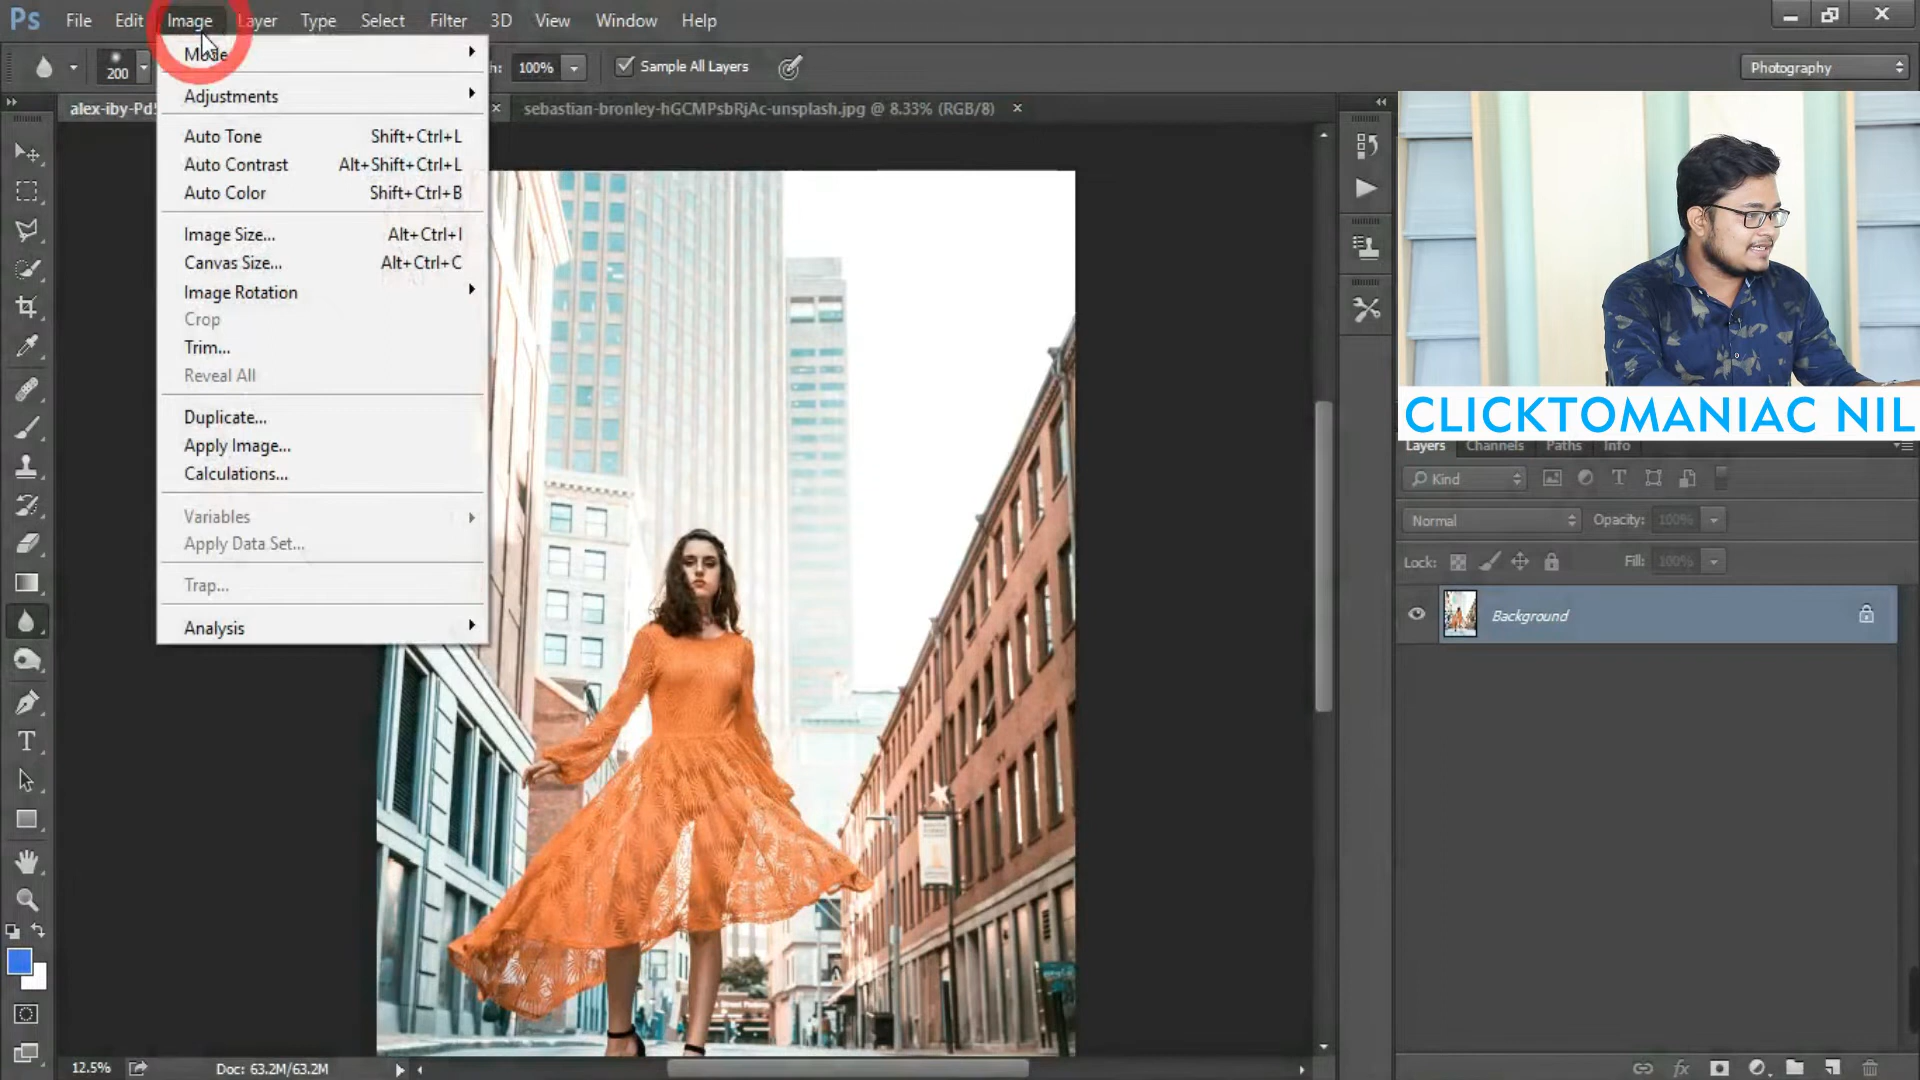 Ps File Edit Image Layer Type Select Filter 3D View Window Help
200 100% Sample All Layers Photography
sebastian-bronley-hGCMPsbRjAc-unsplash.jpg @ 8.33% (RGB/8) ×
Adjustments
Auto Tone Shift+Ctrl+L
Auto Contrast Alt+Shift+Ctrl+L
Auto Color Shift+Ctrl+B
Image Size... Alt+Ctrl+I
Canvas Size... Alt+Ctrl+C
Image Rotation
Crop
Trim...
Reveal All
Duplicate...
Apply Image...
Calculations...
Variables
Apply Data Set...
Trap...
Analysis
CLICKTOMANIAC NIL
Layers Channels Paths Info
Kind
Normal Opacity: 100%
Lock: Fill: 100%
Background
12.5% Doc: 63.2M/63.2M